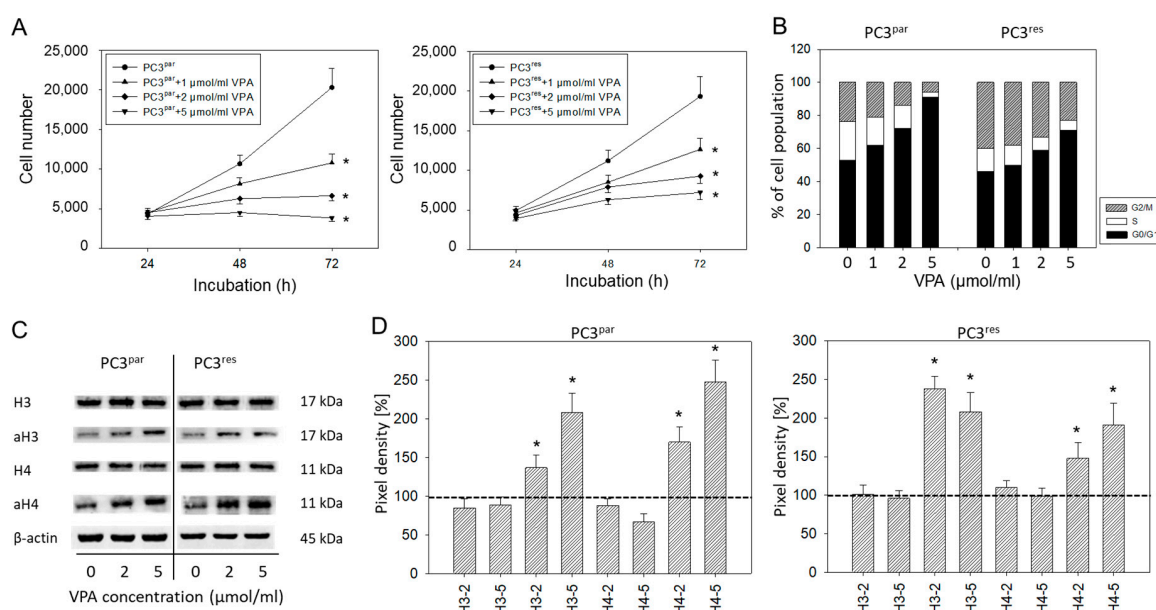 A
25,000
20,000
15,000
10,000
5,000
0
Cell number
PC3par
PC3par+1 µmol/ml VPA
PC3par+2 µmol/ml VPA
PC3par+5 µmol/ml VPA
*
*
*
24
48
72
Incubation (h)
25,000
20,000
15,000
10,000
5,000
0
Cell number
PC3res
PC3res+1 µmol/ml VPA
PC3res+2 µmol/ml VPA
PC3res+5 µmol/ml VPA
*
*
*
24
48
72
Incubation (h)
B
PC3par PC3res
120
100
80
60
40
20
0
% of cell population
G2/M
S
G0/G1
0 1 2 5 0 1 2 5
VPA (µmol/ml)
C
PC3par PC3res
H3 17 kDa
aH3 17 kDa
H4 11 kDa
aH4 11 kDa
β-actin 45 kDa
0 2 5 0 2 5
VPA concentration (µmol/ml)
D
PC3par
300
250
200
150
100
50
0
Pixel density [%]
* * * *
H3-2 H3-5 H3-2 H3-5 H4-2 H4-5 H4-2 H4-5
PC3res
300
250
200
150
100
50
0
Pixel density [%]
* * * *
H3-2 H3-5 H3-2 H3-5 H4-2 H4-5 H4-2 H4-5